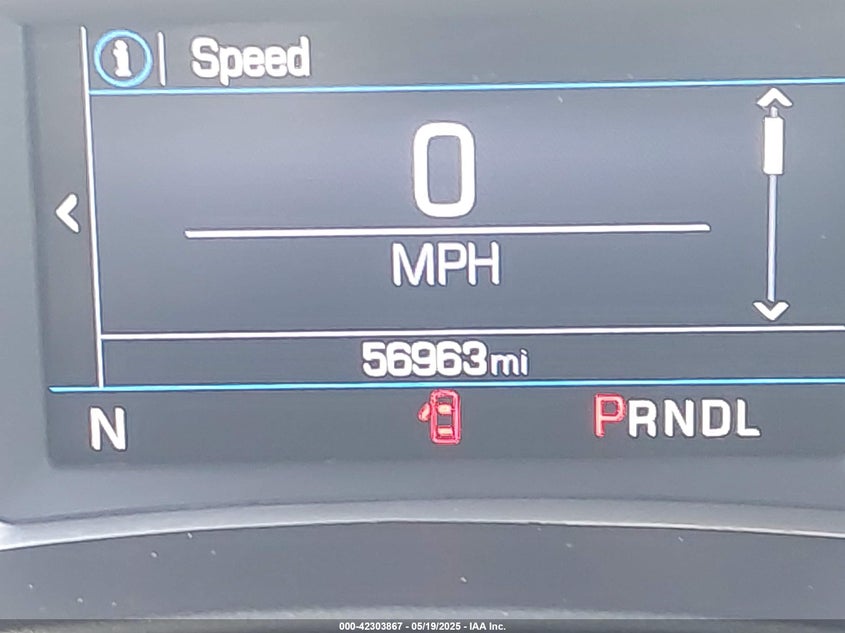 i | Speed
0
MPH
56963mi
N PRNDL
000-42303867 - 05/19/2025 - IAA Inc.